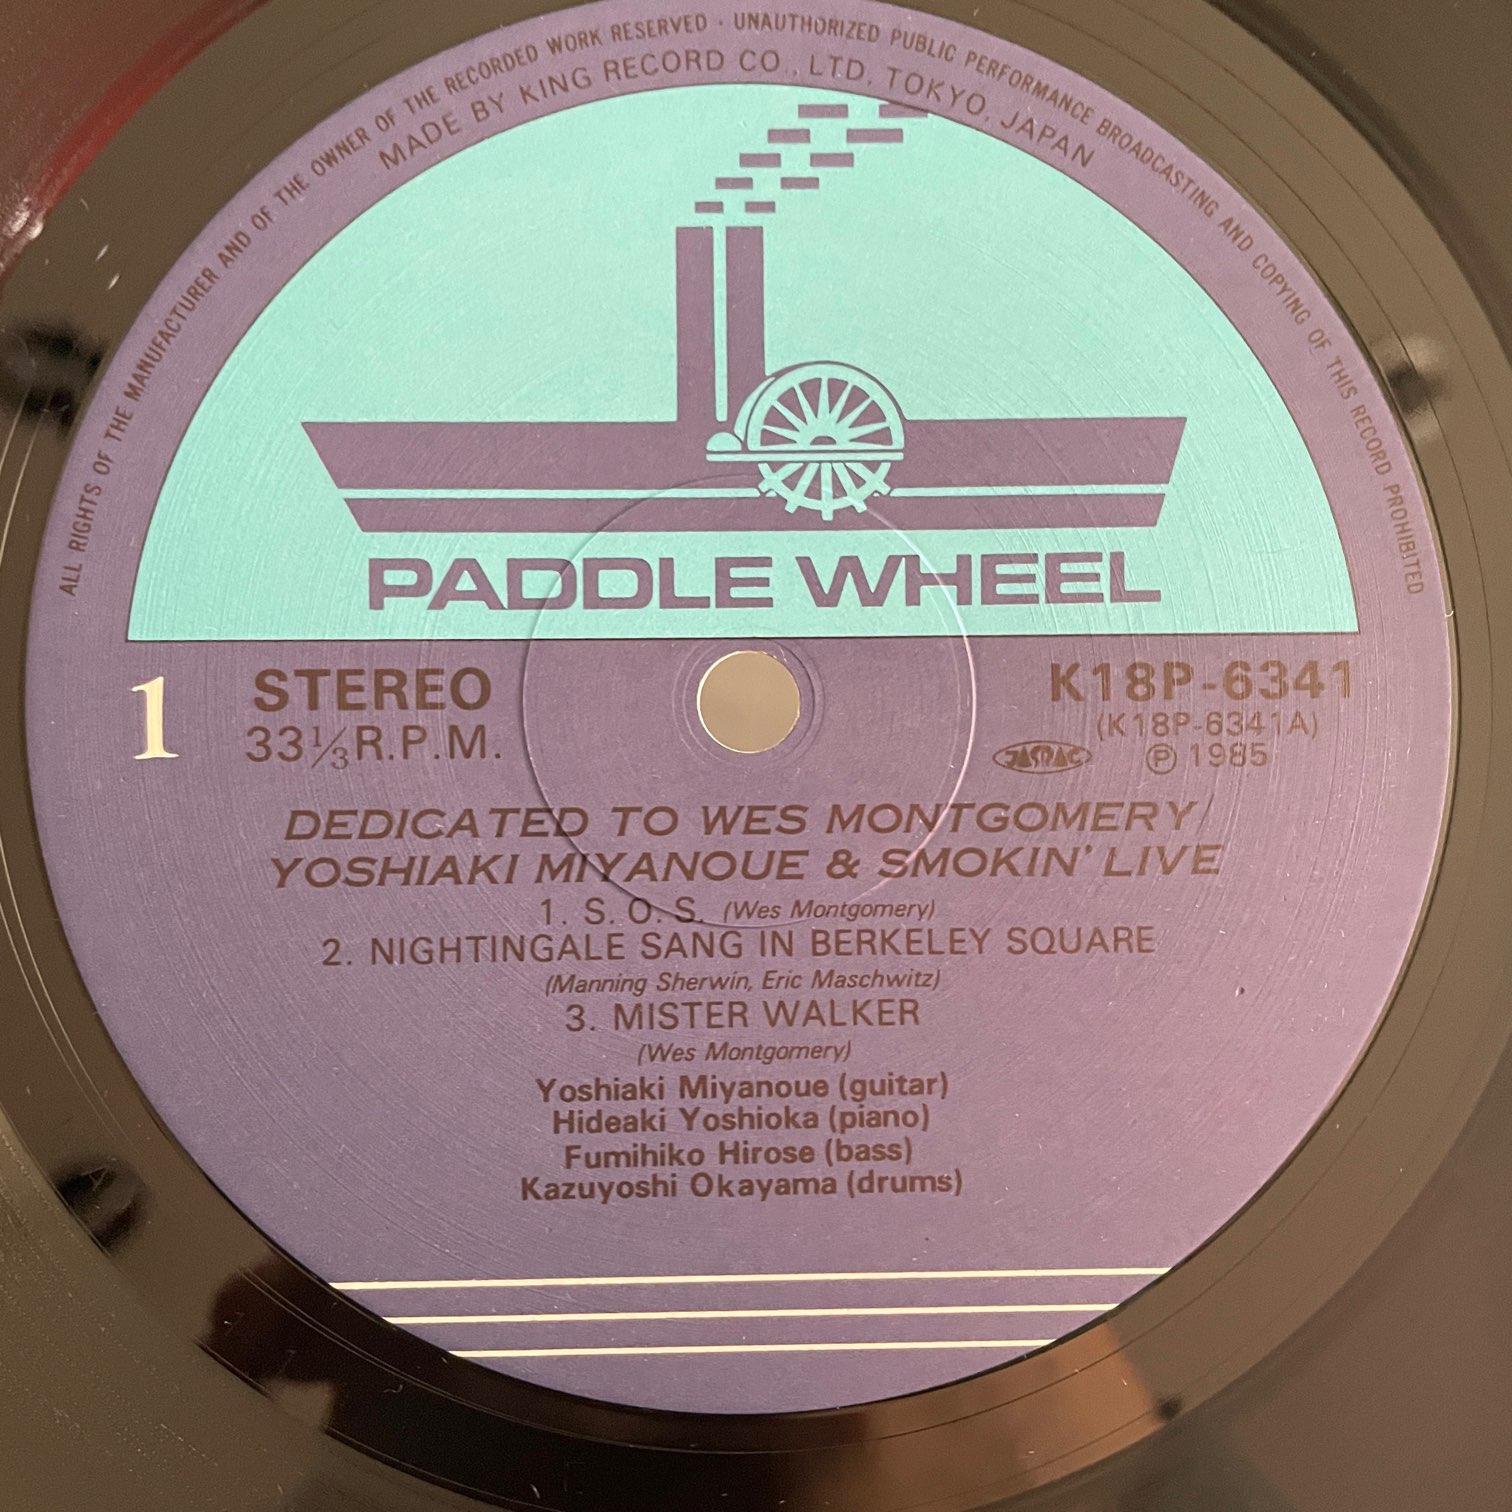 ALL RIGHTS OF THE MANUFACTURER AND OF THE OWNER OF THE RECORDED WORK RESERVED · UNAUTHORIZED PUBLIC PERFORMANCE BROADCASTING AND COPYING OF THIS RECORD PROHIBITED
MADE BY KING RECORD CO., LTD. TOKYO, JAPAN
PADDLE WHEEL
1
STEREO
33 1/3 R.P.M.
K18P-6341
(K18P-6341A)
JASRAC
℗ 1985
DEDICATED TO WES MONTGOMERY/
YOSHIAKI MIYANOUE & SMOKIN' LIVE
1. S. O. S. (Wes Montgomery)
2. NIGHTINGALE SANG IN BERKELEY SQUARE
(Manning Sherwin, Eric Maschwitz)
3. MISTER WALKER
(Wes Montgomery)
Yoshiaki Miyanoue (guitar)
Hideaki Yoshioka (piano)
Fumihiko Hirose (bass)
Kazuyoshi Okayama (drums)